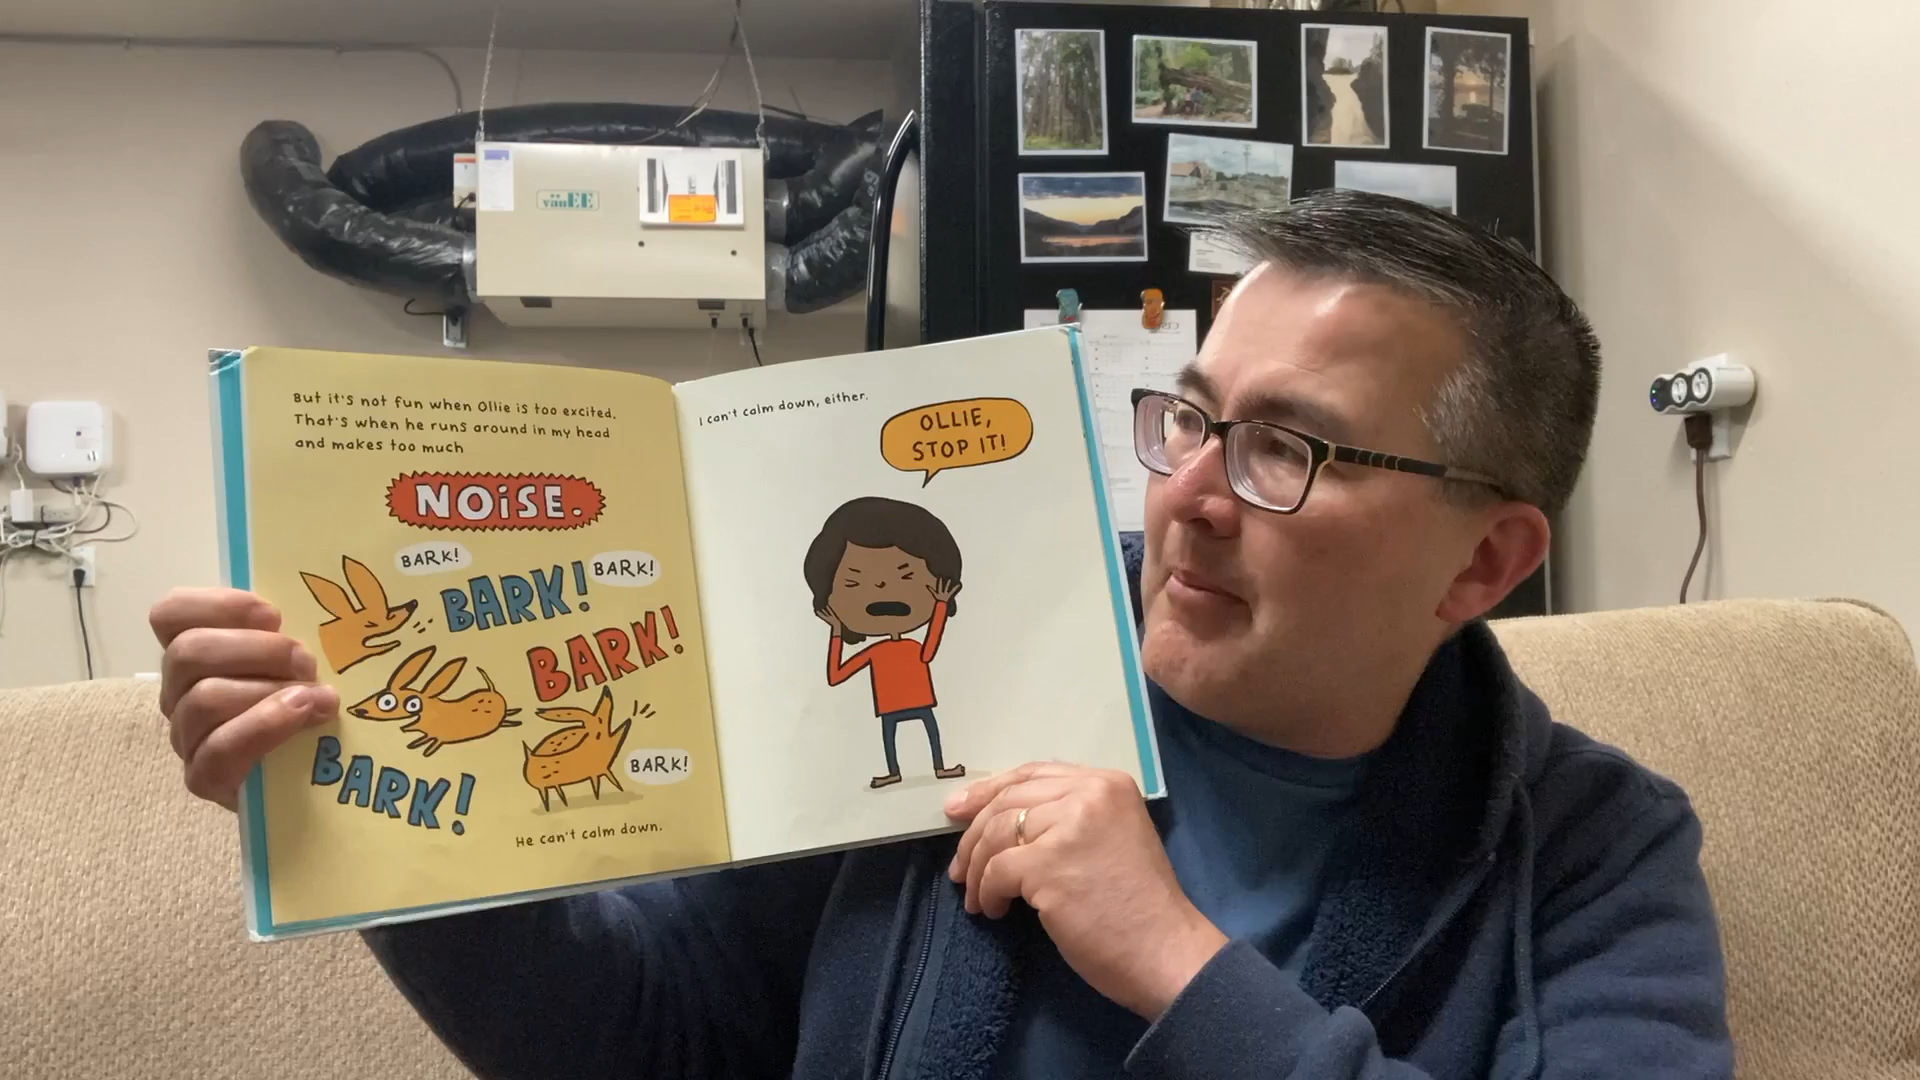 vänEE
But it's not fun when Ollie is too excited.
That's when he runs around in my head
and makes too much
NOiSE.
BARK!
BARK!
BARK!
BARK!
BARK!
BARK!
He can't calm down.
I can't calm down, either.
OLLIE,
STOP IT!